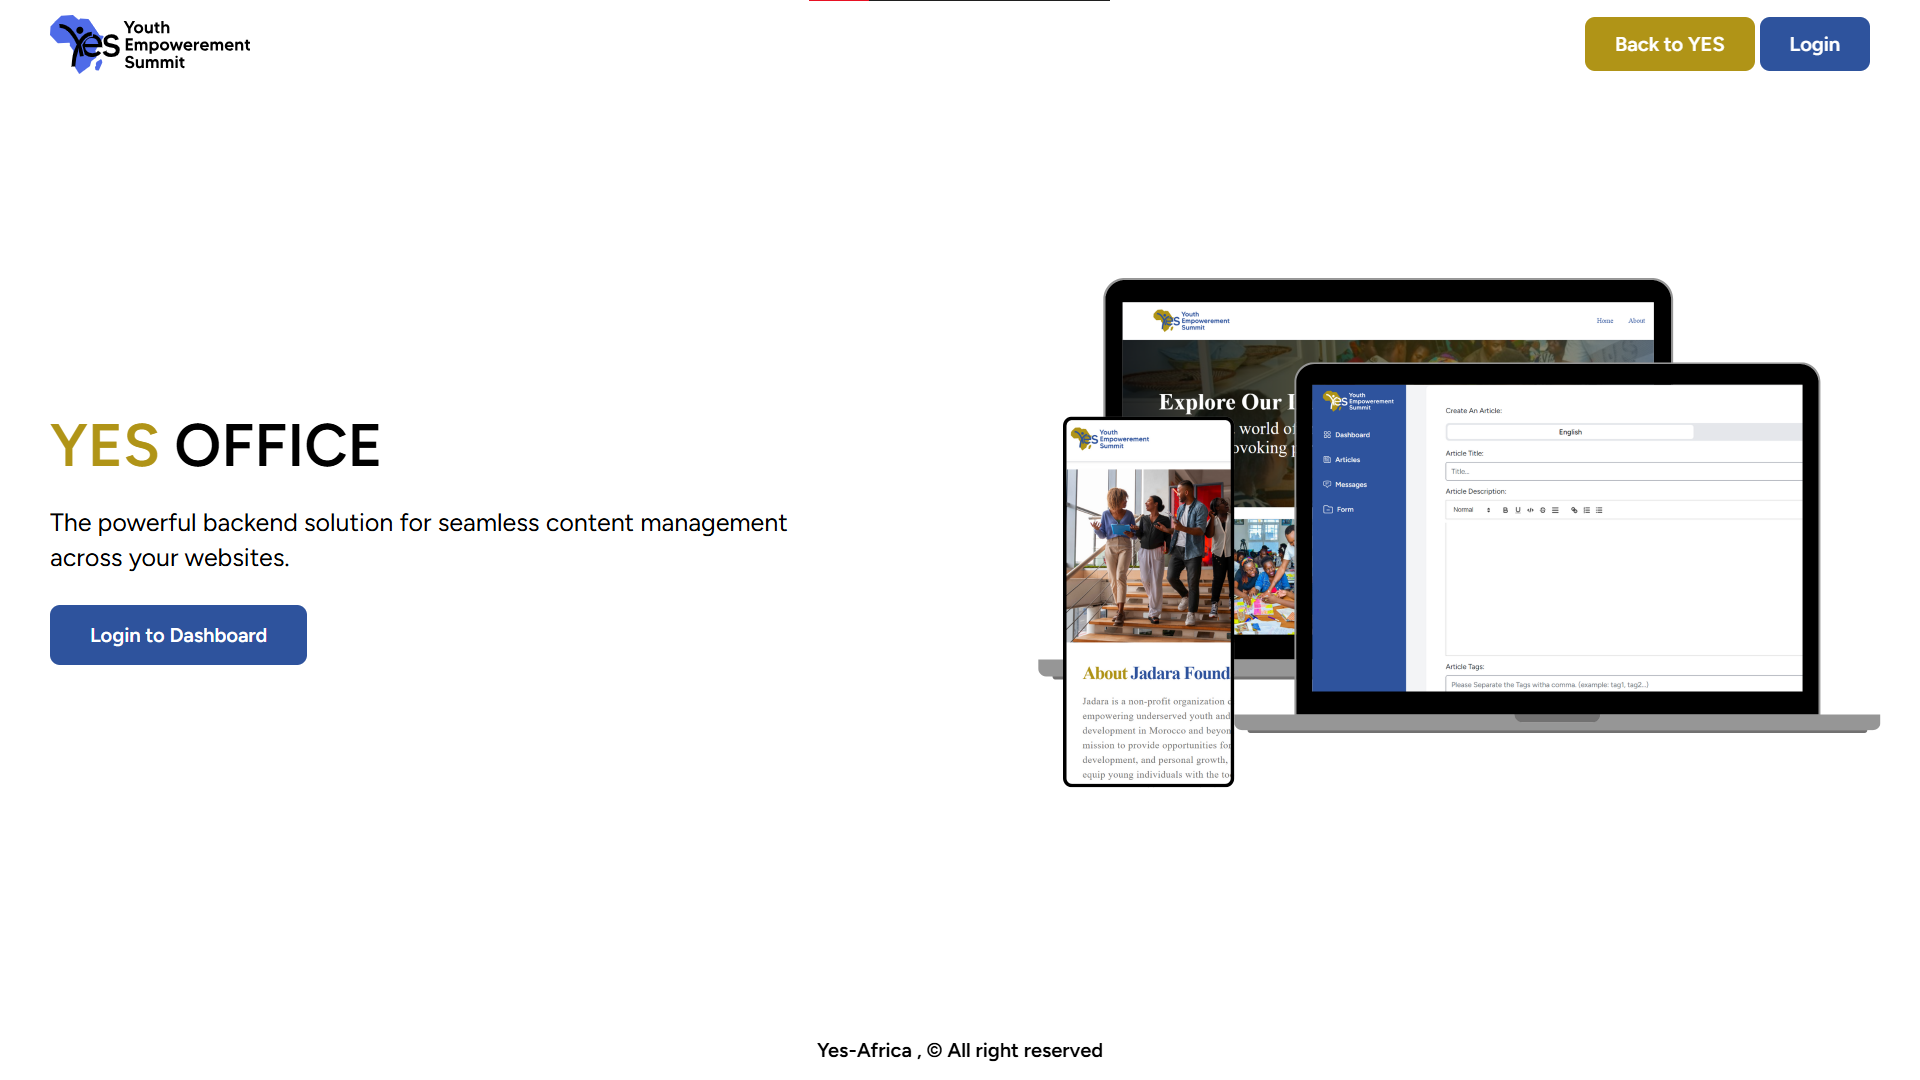 Youth
Empowerement
Summit
Yes
Back to YES
Login
YES OFFICE
The powerful backend solution for seamless content management
across your websites.
Login to Dashboard
Yes
Youth
Empowerement
Summit
Home
About
Explore Our
world of
Yes
Youth
Empowerement
Summit
About Jadara Found
Jadara is a non-profit organization
empowering underserved youth and
development in Morocco and beyon
mission to provide opportunities for
development, and personal growth,
equip young individuals with the to
Yes
Youth
Empowerement
Summit
Dashboard
Articles
Messages
Form
Create An Article:
English
Article Title:
Title...
Article Description:
Normal
Article Tags:
Please Separate the Tags witha comma. (example: tag1, tag2...)
Yes-Africa , © All right reserved